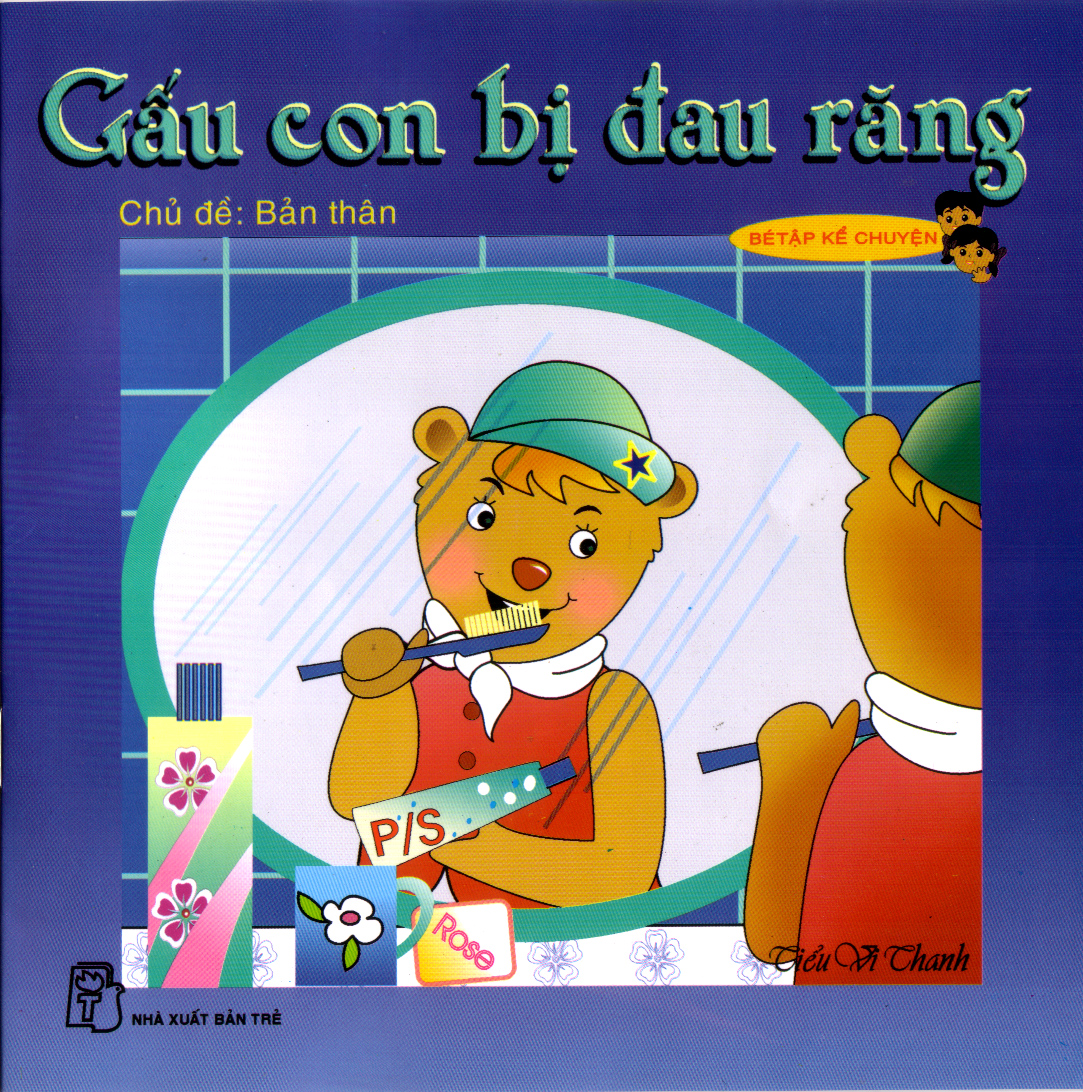 Gấu con bị đau răng
Chủ đề: Bản thân
BÉ TẬP KỂ CHUYỆN
P/S
Rose
Tiểu Vi Thanh
T
NHÀ XUẤT BẢN TRẺ